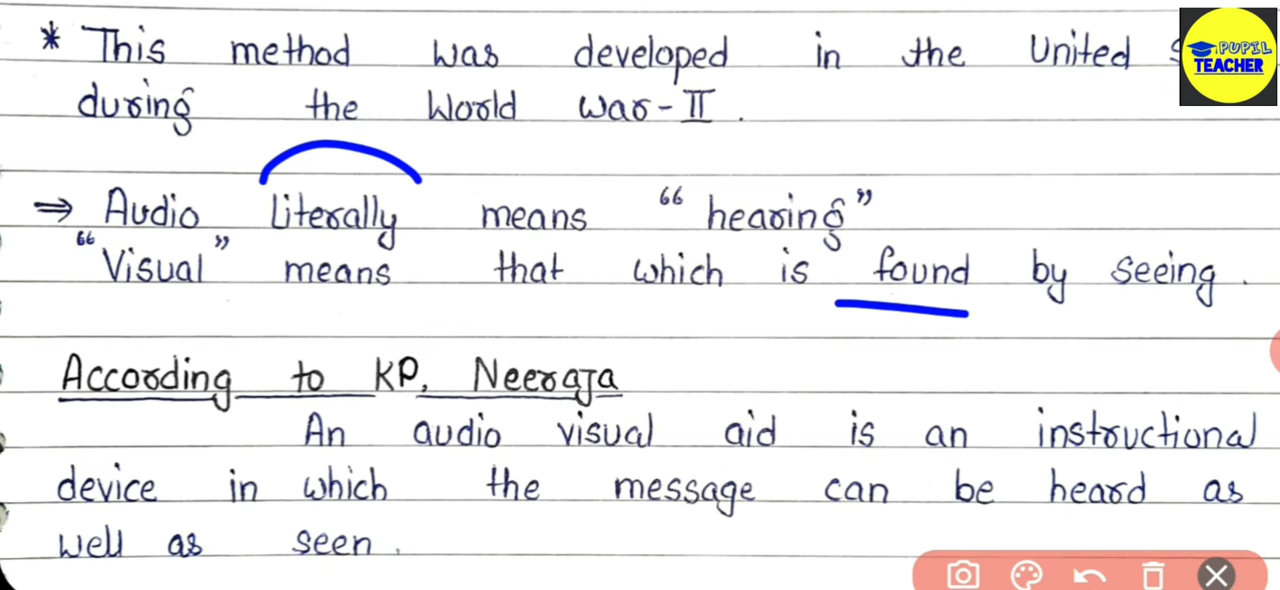 * This method was developed in the United
during the World War-II.
PUPIL
TEACHER
⇒ Audio Literally means "hearing"
"Visual" means that which is found by seeing.
According to KP. Neeraja
An audio visual aid is an instructional
device in which the message can be heard as
well as seen.